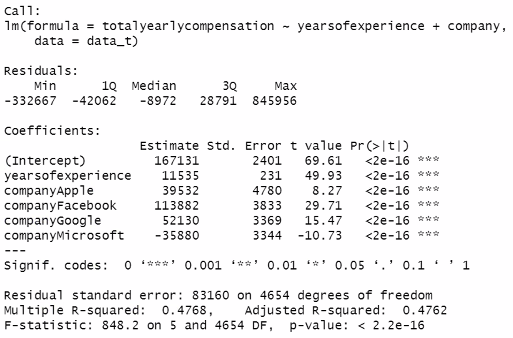 Call:
lm(formula = totalyearlycompensation ~ yearsofexperience + company,
    data = data_t)
Residuals:
    Min      1Q  Median      3Q     Max
-332667  -42062   -8972   28791  845956
Coefficients:
                  Estimate Std. Error t value Pr(>|t|)
(Intercept)         167131       2401   69.61   <2e-16 ***
yearsofexperience    11535        231   49.93   <2e-16 ***
companyApple         39532       4780    8.27   <2e-16 ***
companyFacebook     113882       3833   29.71   <2e-16 ***
companyGoogle        52130       3369   15.47   <2e-16 ***
companyMicrosoft    -35880       3344  -10.73   <2e-16 ***
---
Signif. codes:  0 ‘***’ 0.001 ‘**’ 0.01 ‘*’ 0.05 ‘.’ 0.1 ‘ ’ 1
Residual standard error: 83160 on 4654 degrees of freedom
Multiple R-squared:  0.4768,    Adjusted R-squared:  0.4762
F-statistic: 848.2 on 5 and 4654 DF,  p-value: < 2.2e-16